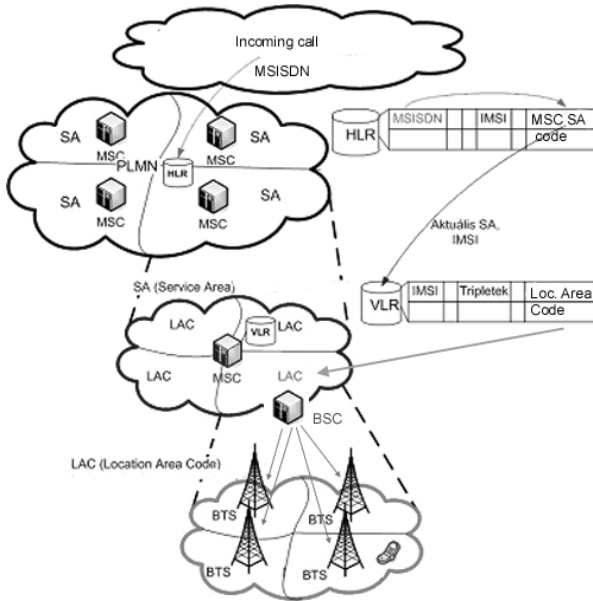 Incoming call
MSISDN
SA
MSC
SA
MSC
PLMN
HLR
SA
MSC
SA
MSC
HLR
MSISDN IMSI MSC SA
code
Aktuális SA,
IMSI
SA (Service Area)
VLR
IMSI Tripletek Loc. Area
Code
LAC
VLR
LAC
LAC
MSC
LAC
BSC
LAC (Location Area Code)
BTS
BTS
BTS
BTS